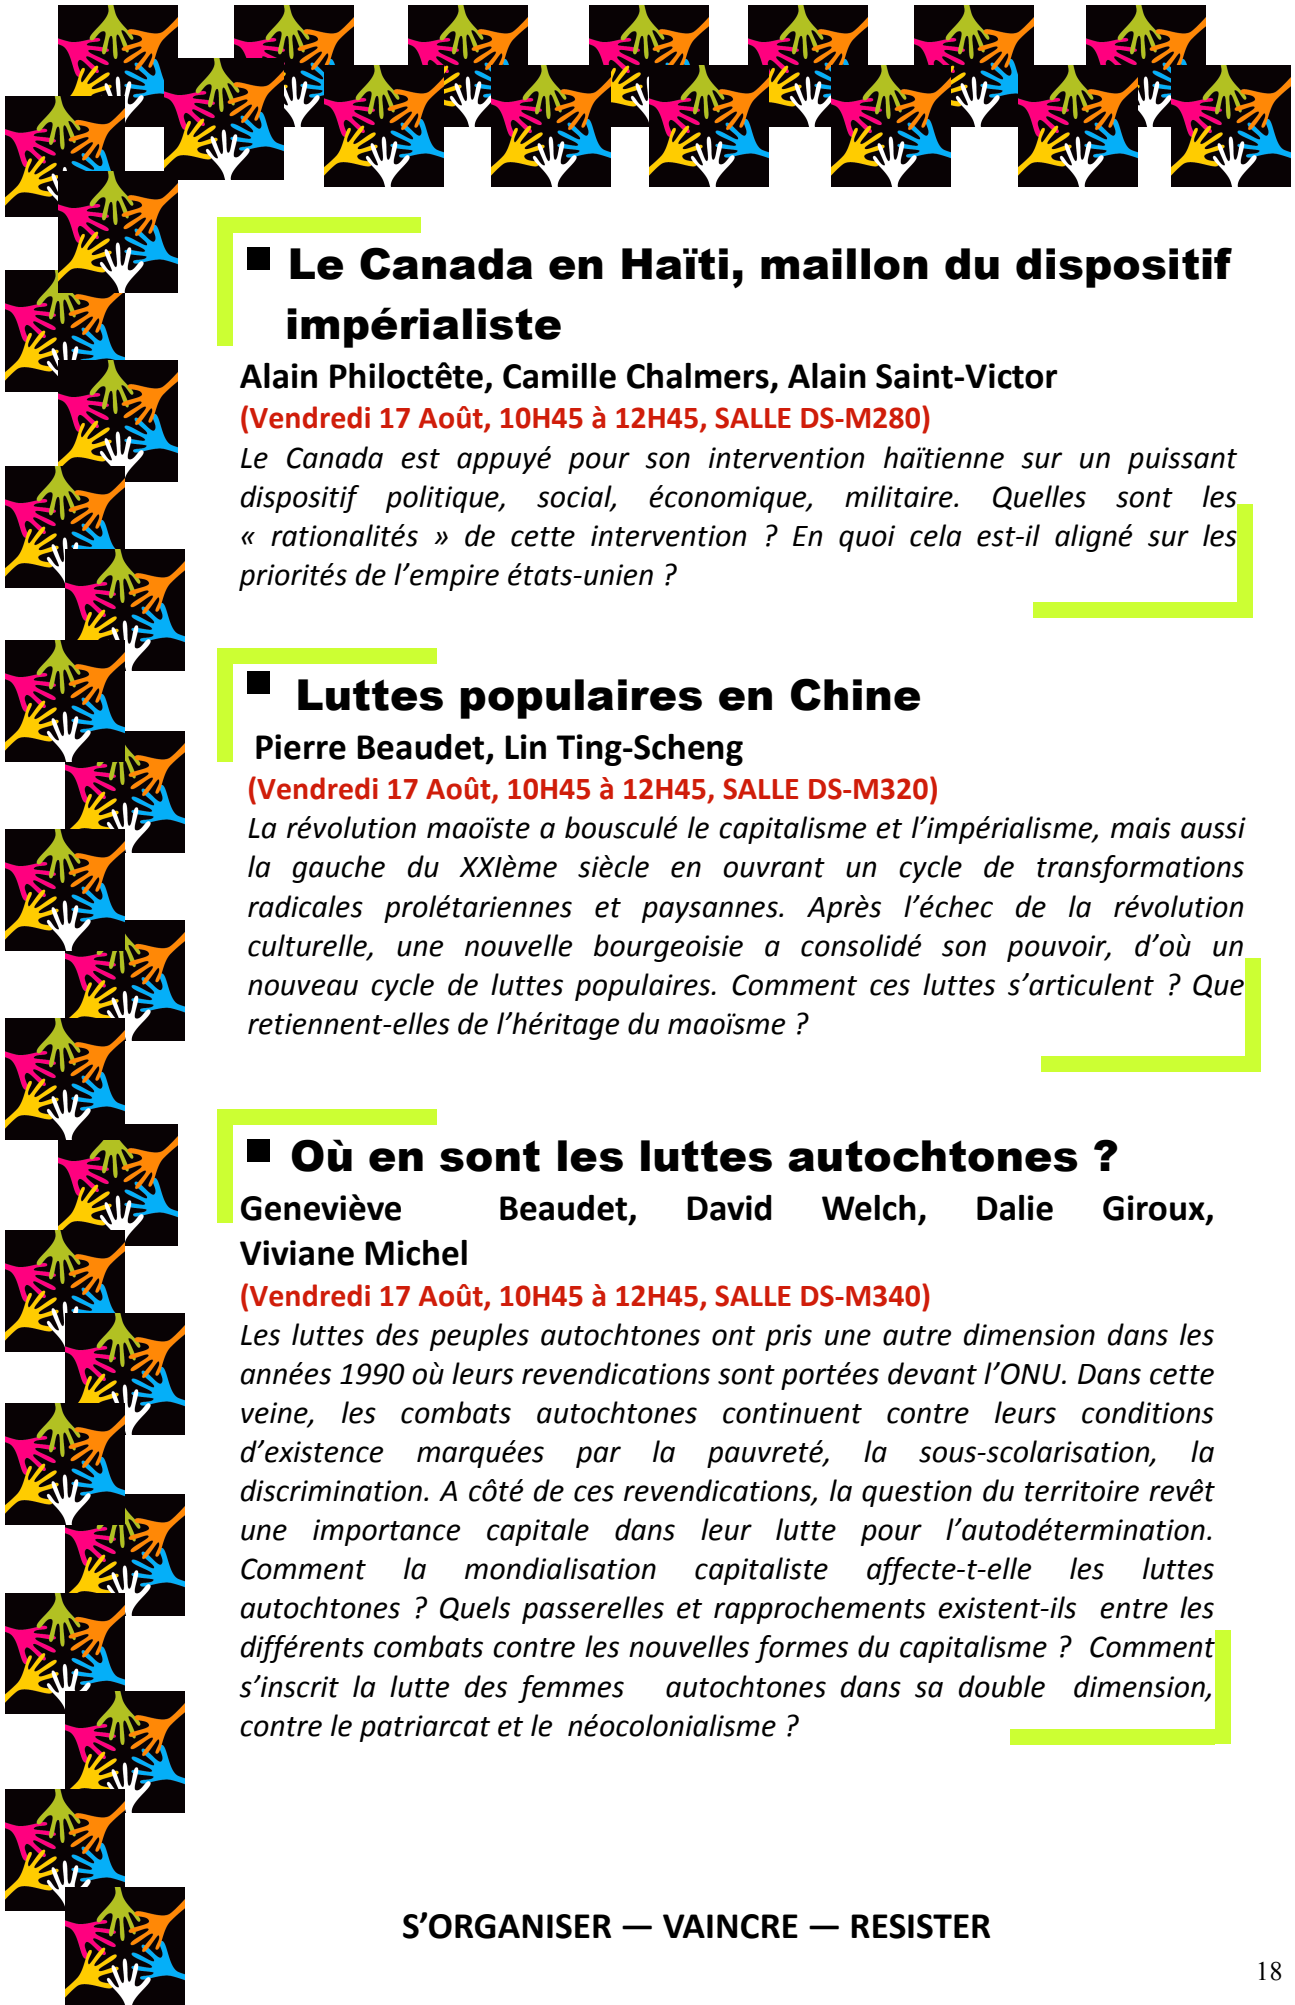 ▪ Le Canada en Haïti, maillon du dispositif
impérialiste
Alain Philoctête, Camille Chalmers, Alain Saint-Victor
(Vendredi 17 Août, 10H45 à 12H45, SALLE DS-M280)
Le Canada est appuyé pour son intervention haïtienne sur un puissant
dispositif politique, social, économique, militaire. Quelles sont les
« rationalités » de cette intervention ? En quoi cela est-il aligné sur les
priorités de l’empire états-unien ?
▪ Luttes populaires en Chine
Pierre Beaudet, Lin Ting-Scheng
(Vendredi 17 Août, 10H45 à 12H45, SALLE DS-M320)
La révolution maoïste a bousculé le capitalisme et l’impérialisme, mais aussi
la gauche du XXIème siècle en ouvrant un cycle de transformations
radicales prolétariennes et paysannes. Après l’échec de la révolution
culturelle, une nouvelle bourgeoisie a consolidé son pouvoir, d’où un
nouveau cycle de luttes populaires. Comment ces luttes s’articulent ? Que
retiennent-elles de l’héritage du maoïsme ?
▪ Où en sont les luttes autochtones ?
Geneviève Beaudet, David Welch, Dalie Giroux,
Viviane Michel
(Vendredi 17 Août, 10H45 à 12H45, SALLE DS-M340)
Les luttes des peuples autochtones ont pris une autre dimension dans les
années 1990 où leurs revendications sont portées devant l’ONU. Dans cette
veine, les combats autochtones continuent contre leurs conditions
d’existence marquées par la pauvreté, la sous-scolarisation, la
discrimination. A côté de ces revendications, la question du territoire revêt
une importance capitale dans leur lutte pour l’autodétermination.
Comment la mondialisation capitaliste affecte-t-elle les luttes
autochtones ? Quels passerelles et rapprochements existent-ils entre les
différents combats contre les nouvelles formes du capitalisme ? Comment
s’inscrit la lutte des femmes autochtones dans sa double dimension,
contre le patriarcat et le néocolonialisme ?
S’ORGANISER — VAINCRE — RESISTER
18